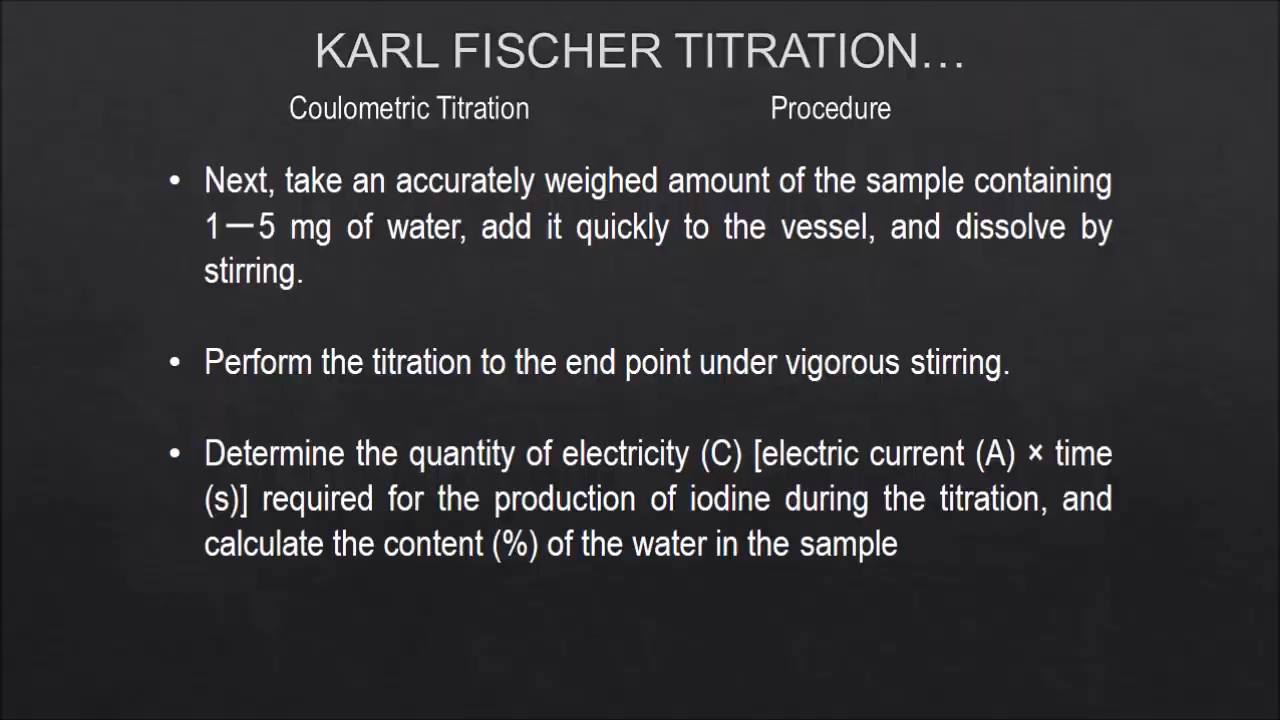 KARL FISCHER TITRATION…
Coulometric Titration Procedure
• Next, take an accurately weighed amount of the sample containing
1—5 mg of water, add it quickly to the vessel, and dissolve by
stirring.
• Perform the titration to the end point under vigorous stirring.
• Determine the quantity of electricity (C) [electric current (A) × time
(s)] required for the production of iodine during the titration, and
calculate the content (%) of the water in the sample